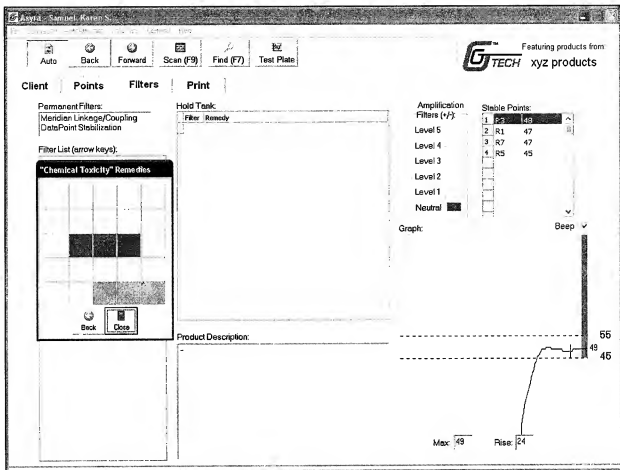 Asyra - Samuel, Karen S.
Auto Back Forward Scan (F9) Find (F7) Test Plate
G TECH ™
Featuring products from:
xyz products
Client Points Filters Print
Permanent Filters:
Meridian Linkage/Coupling
DataPoint Stabilization
Filter List (arrow keys):
"Chemical Toxicity" Remedies
Back Close
Hold Tank:
Filter Remedy
Product Description:
Amplification
Filters (+/-):
Level 5
Level 4
Level 3
Level 2
Level 1
Neutral
Stable Points:
1 R3 49
2 R1 47
3 R7 47
4 R5 45
Graph:
Beep
55
49
45
Max: 49 Rise: 24